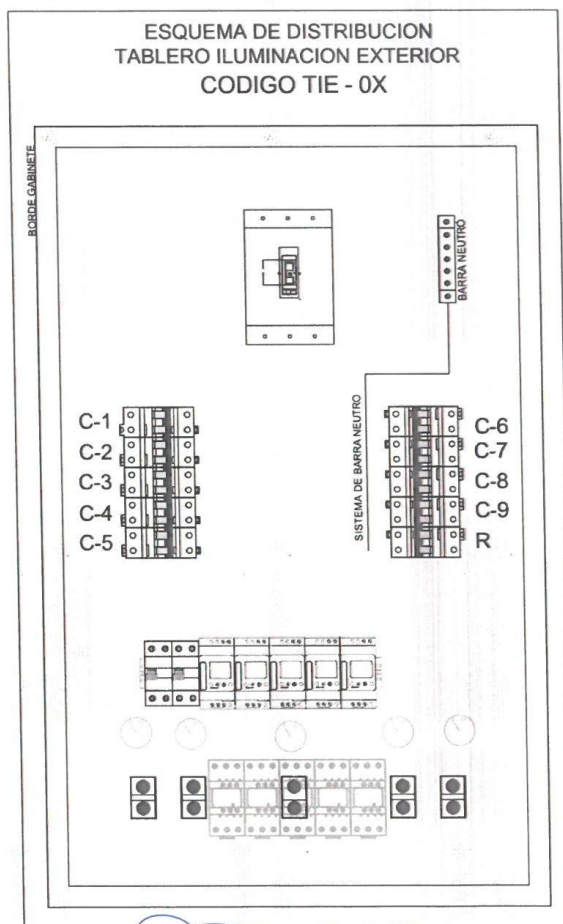 ESQUEMA DE DISTRIBUCION
TABLERO ILUMINACION EXTERIOR
CODIGO TIE - 0X
BORDE GABINETE
BARRA NEUTRO
SISTEMA DE BARRA NEUTRO
C-1
C-2
C-3
C-4
C-5
C-6
C-7
C-8
C-9
R